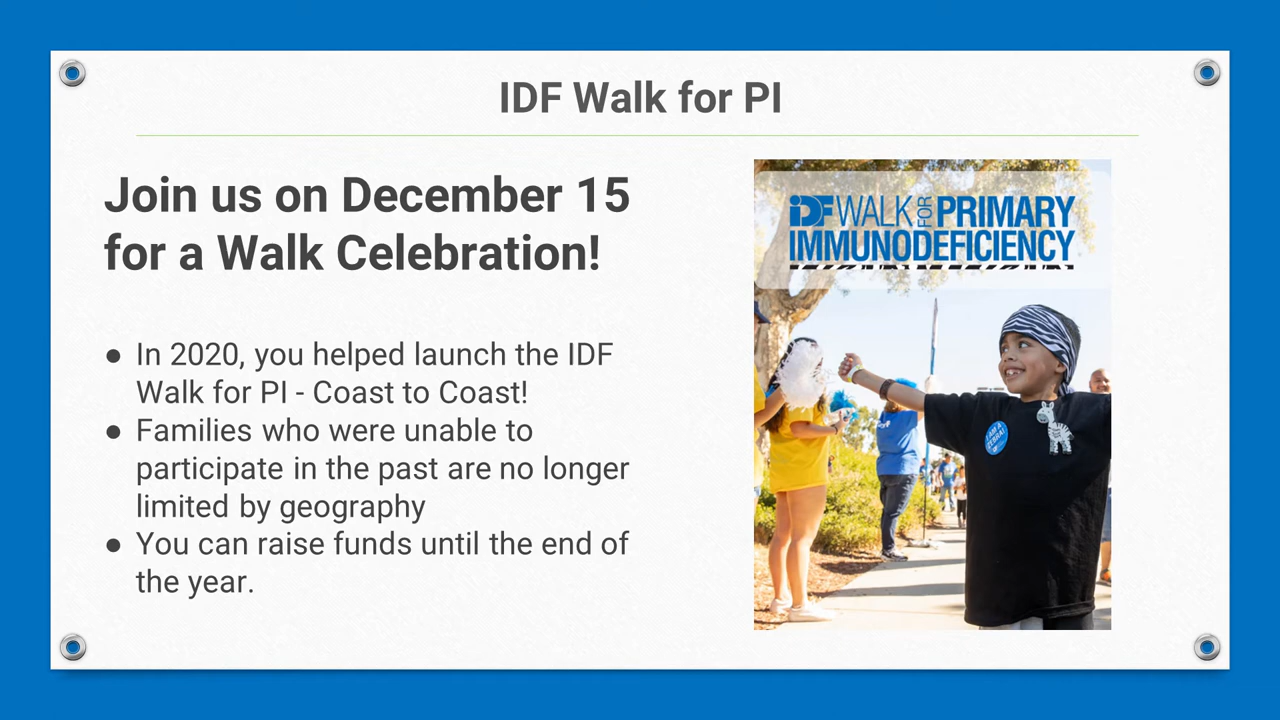 IDF Walk for PI
Join us on December 15
for a Walk Celebration!
● In 2020, you helped launch the IDF
Walk for PI - Coast to Coast!
● Families who were unable to
participate in the past are no longer
limited by geography
● You can raise funds until the end of
the year.
IDF WALK FOR PRIMARY
IMMUNODEFICIENCY
I AM A
ZEBRA!